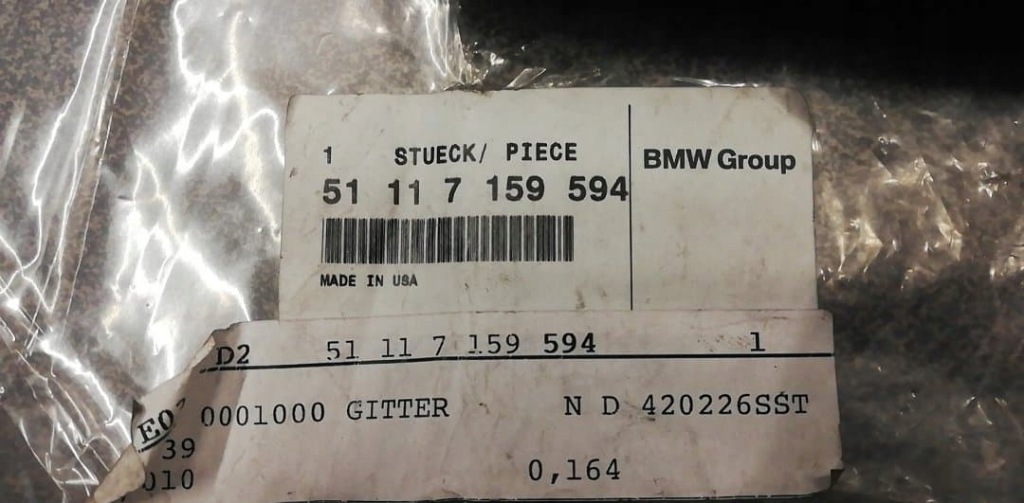 1 STUECK/ PIECE
51 11 7 159 594
BMW Group
MADE IN USA
D2 51 11 7 159 594 1
0001000 GITTER N D 420226SST
39
010 0,164